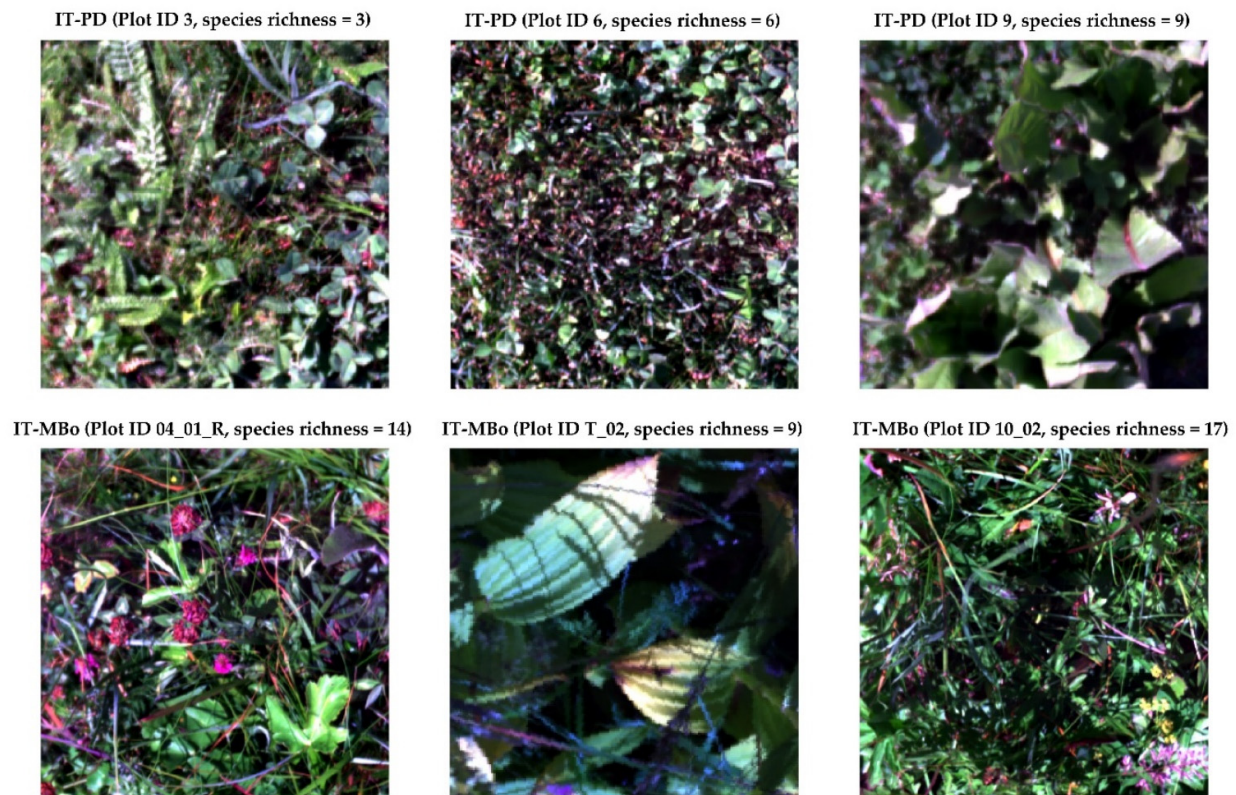 IT-PD (Plot ID 3, species richness = 3)
IT-PD (Plot ID 6, species richness = 6)
IT-PD (Plot ID 9, species richness = 9)
IT-MBo (Plot ID 04_01_R, species richness = 14)
IT-MBo (Plot ID T_02, species richness = 9)
IT-MBo (Plot ID 10_02, species richness = 17)